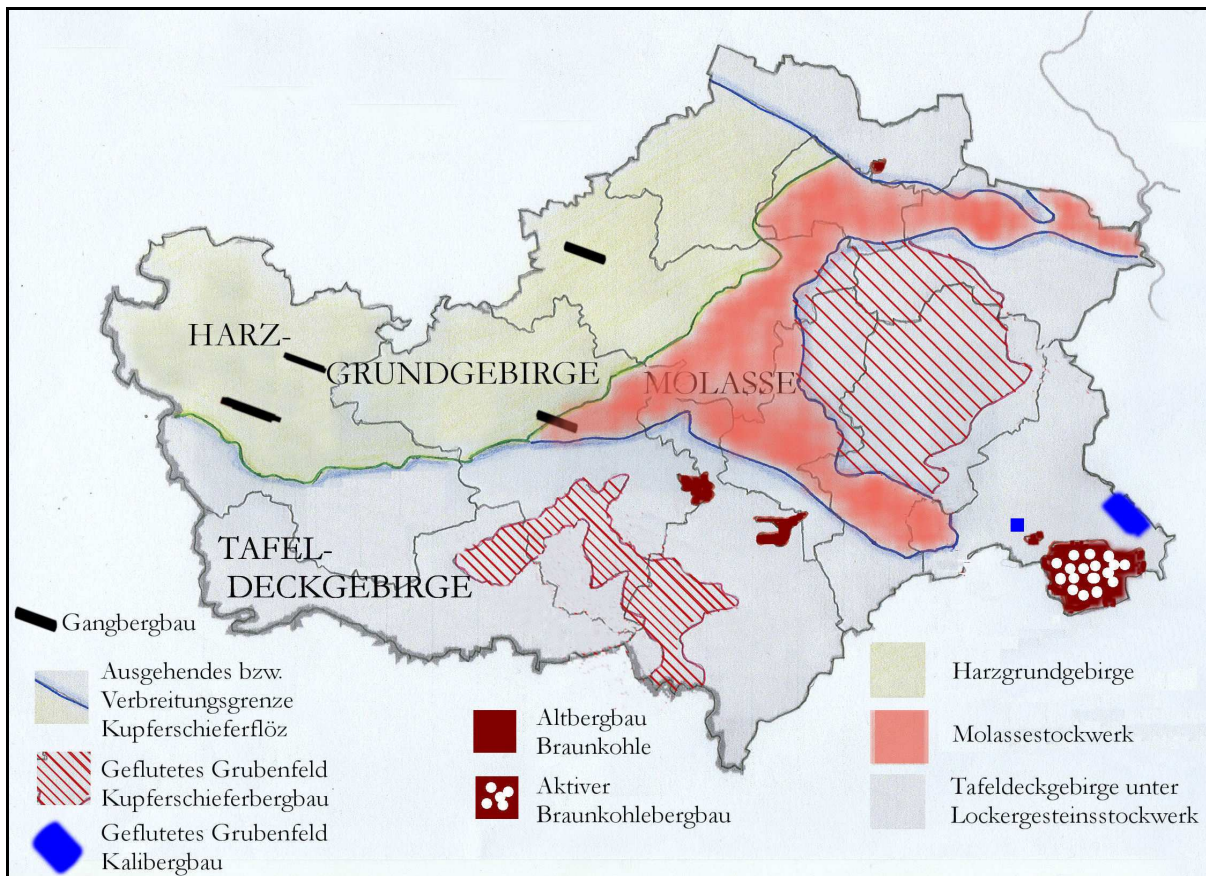 HARZ-
GRUNDGEBIRGE
MOLASSE
TAFEL-
DECKGEBIRGE
Gangbergbau
Ausgehendes bzw.
Verbreitungsgrenze
Kupferschieferflöz
Geflutetes Grubenfeld
Kupferschieferbergbau
Geflutetes Grubenfeld
Kalibergbau
Altbergbau
Braunkohle
Aktiver
Braunkohlebergbau
Harzgrundgebirge
Molassestockwerk
Tafeldeckgebirge unter
Lockergesteinsstockwerk